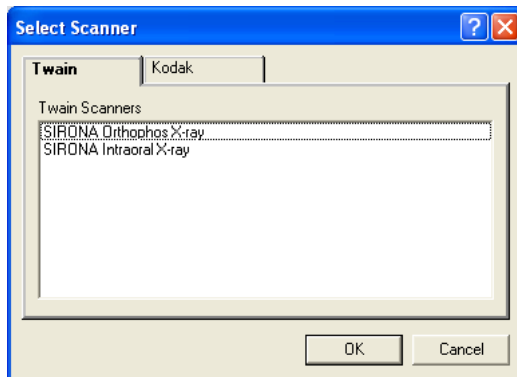 Select Scanner
Twain Kodak
Twain Scanners
SIRONA Orthophos X-ray
SIRONA Intraoral X-ray
OK Cancel